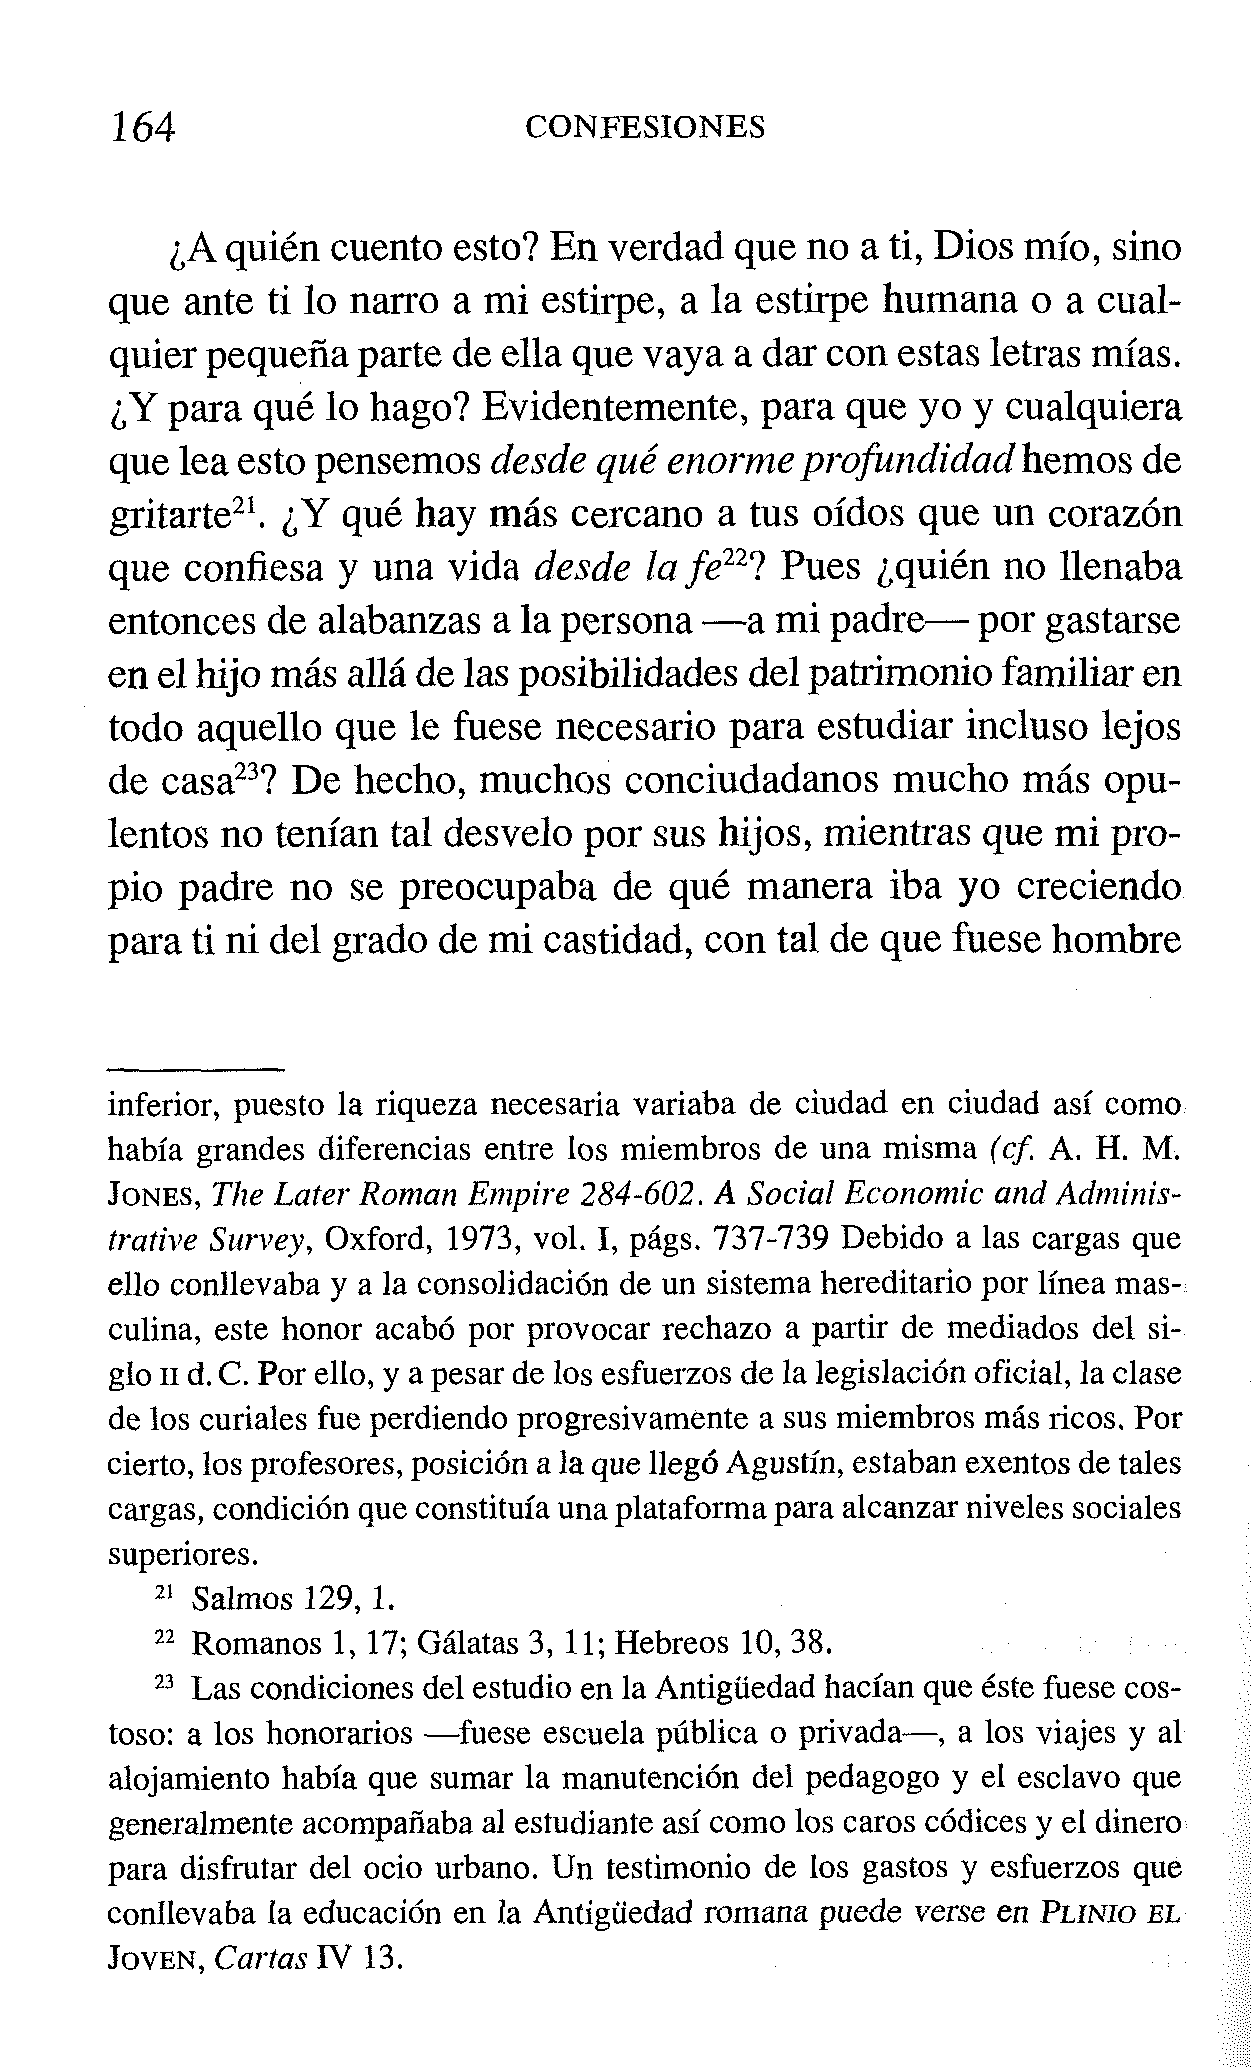 164 CONFESIONES
¿A quién cuento esto? En verdad que no a ti, Dios mío, sino
que ante ti lo narro a mi estirpe, a la estirpe humana o a cual-
quier pequeña parte de ella que vaya a dar con estas letras mías.
¿Y para qué lo hago? Evidentemente, para que yo y cualquiera
que lea esto pensemos desde qué enorme profundidad hemos de
gritarte²¹. ¿Y qué hay más cercano a tus oídos que un corazón
que confiesa y una vida desde la fe²²? Pues ¿quién no llenaba
entonces de alabanzas a la persona —a mi padre— por gastarse
en el hijo más allá de las posibilidades del patrimonio familiar en
todo aquello que le fuese necesario para estudiar incluso lejos
de casa²³? De hecho, muchos conciudadanos mucho más opu-
lentos no tenían tal desvelo por sus hijos, mientras que mi pro-
pio padre no se preocupaba de qué manera iba yo creciendo
para ti ni del grado de mi castidad, con tal de que fuese hombre
inferior, puesto la riqueza necesaria variaba de ciudad en ciudad así como
había grandes diferencias entre los miembros de una misma (cf. A. H. M.
JONES, The Later Roman Empire 284-602. A Social Economic and Adminis-
trative Survey, Oxford, 1973, vol. I, págs. 737-739 Debido a las cargas que
ello conllevaba y a la consolidación de un sistema hereditario por línea mas-
culina, este honor acabó por provocar rechazo a partir de mediados del si-
glo II d. C. Por ello, y a pesar de los esfuerzos de la legislación oficial, la clase
de los curiales fue perdiendo progresivamente a sus miembros más ricos. Por
cierto, los profesores, posición a la que llegó Agustín, estaban exentos de tales
cargas, condición que constituía una plataforma para alcanzar niveles sociales
superiores.
²¹ Salmos 129, 1.
²² Romanos 1, 17; Gálatas 3, 11; Hebreos 10, 38.
²³ Las condiciones del estudio en la Antigüedad hacían que éste fuese cos-
toso: a los honorarios —fuese escuela pública o privada—, a los viajes y al
alojamiento había que sumar la manutención del pedagogo y el esclavo que
generalmente acompañaba al estudiante así como los caros códices y el dinero
para disfrutar del ocio urbano. Un testimonio de los gastos y esfuerzos que
conllevaba la educación en la Antigüedad romana puede verse en PLINIO EL
JOVEN, Cartas IV 13.